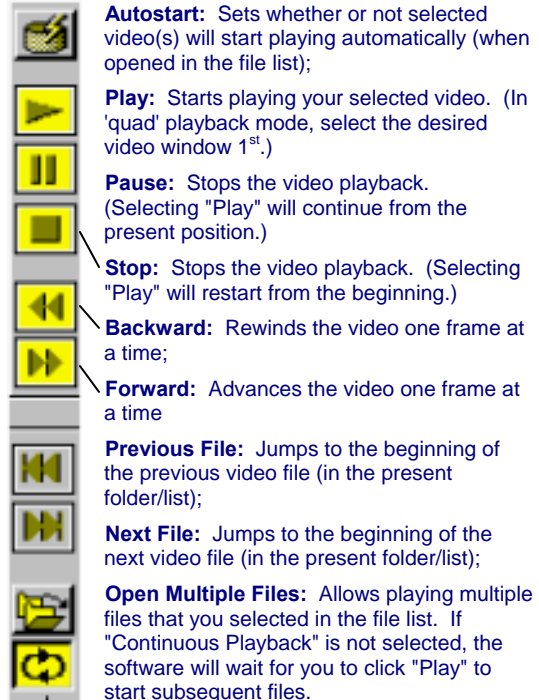 Autostart: Sets whether or not selected
video(s) will start playing automatically (when
opened in the file list);
Play: Starts playing your selected video. (In
'quad' playback mode, select the desired
video window 1st.)
Pause: Stops the video playback.
(Selecting "Play" will continue from the
present position.)
Stop: Stops the video playback. (Selecting
"Play" will restart from the beginning.)
Backward: Rewinds the video one frame at
a time;
Forward: Advances the video one frame at
a time
Previous File: Jumps to the beginning of
the previous video file (in the present
folder/list);
Next File: Jumps to the beginning of the
next video file (in the present folder/list);
Open Multiple Files: Allows playing multiple
files that you selected in the file list. If
"Continuous Playback" is not selected, the
software will wait for you to click "Play" to
start subsequent files.